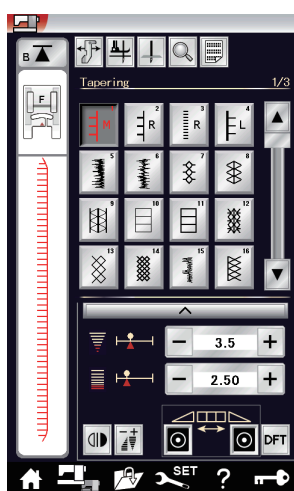 B
Tapering 1/3
F
1 M 2 R 3 R 4 L
5 6 7 8
9 10 11 12
13 14 15 16
− 3.5 +
− 2.50 +
−+
DFT
SET ?